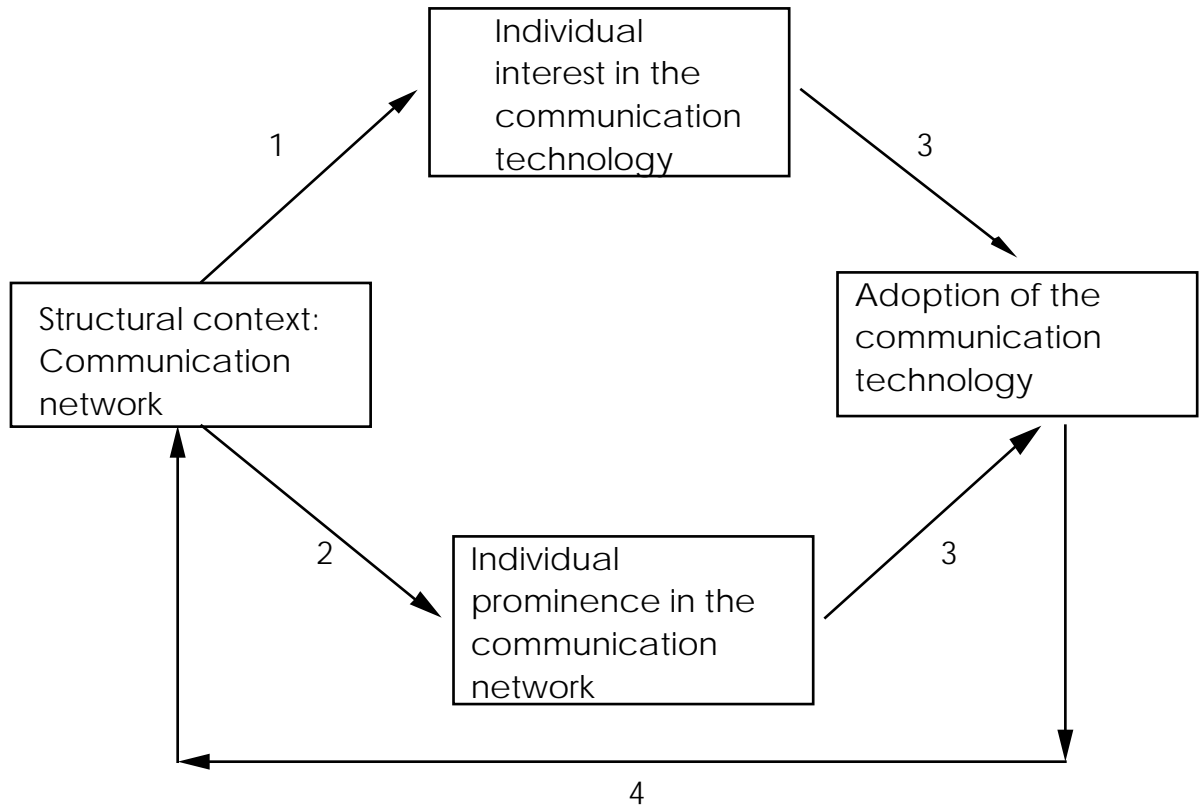 Individual
interest in the
communication
technology
1
3
Structural context:
Communication
network
Adoption of the
communication
technology
2
3
Individual
prominence in the
communication
network
4